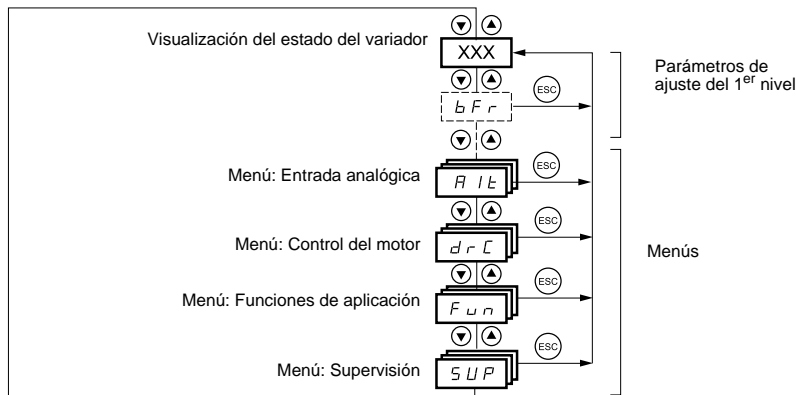 Visualización del estado del variador
XXX
Parámetros de
ajuste del 1er nivel
bFr
ESC
Menú: Entrada analógica
AIt
ESC
Menú: Control del motor
drC
ESC
Menús
Menú: Funciones de aplicación
Fun
ESC
Menú: Supervisión
SUP
ESC